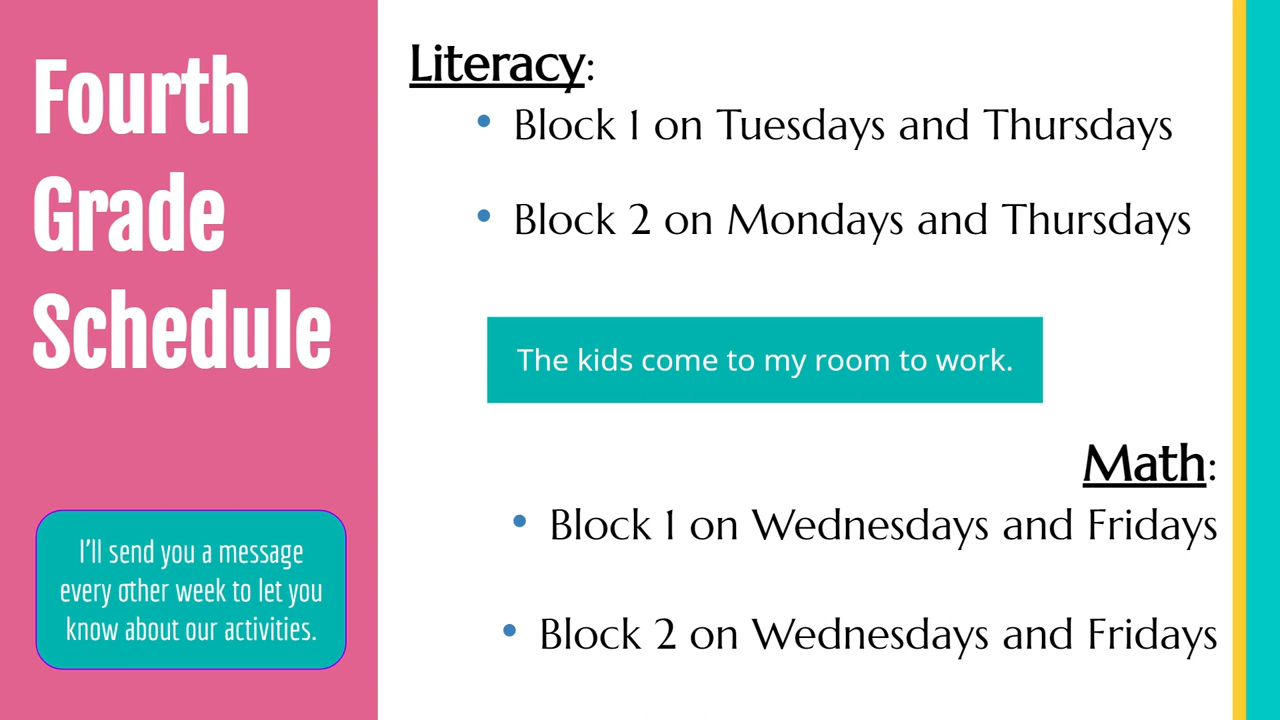 Fourth
Grade
Schedule
I'll send you a message
every other week to let you
know about our activities.
Literacy:
• Block 1 on Tuesdays and Thursdays
• Block 2 on Mondays and Thursdays
The kids come to my room to work.
Math:
• Block 1 on Wednesdays and Fridays
• Block 2 on Wednesdays and Fridays